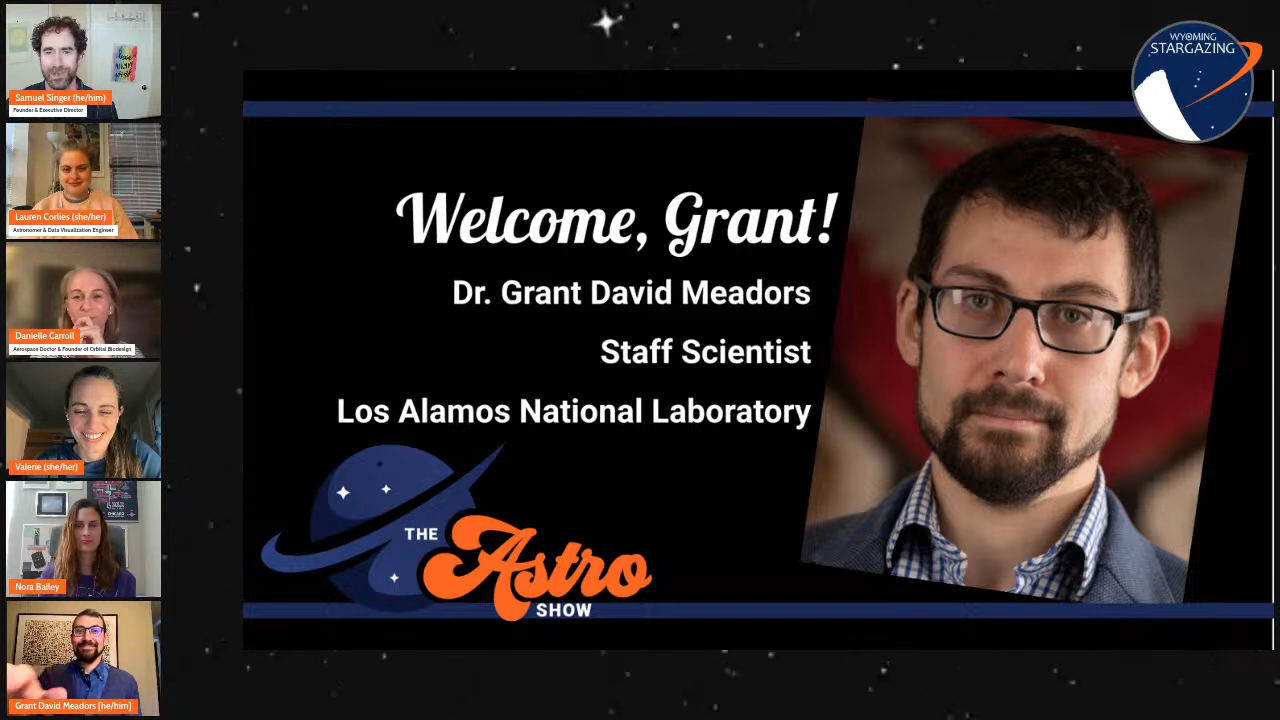 Samuel Singer (he/him)
Founder & Executive Director
Lauren Corlies (she/her)
Astronomer & Data Visualization Engineer
Danielle Carroll
Aerospace Doctor & Founder of Orbital Biodesign
Valerie (she/her)
Nora Bailey
Grant David Meadors [he/him]
Welcome, Grant!
Dr. Grant David Meadors
Staff Scientist
Los Alamos National Laboratory
THE
Astro
SHOW
WYOMING
STARGAZING